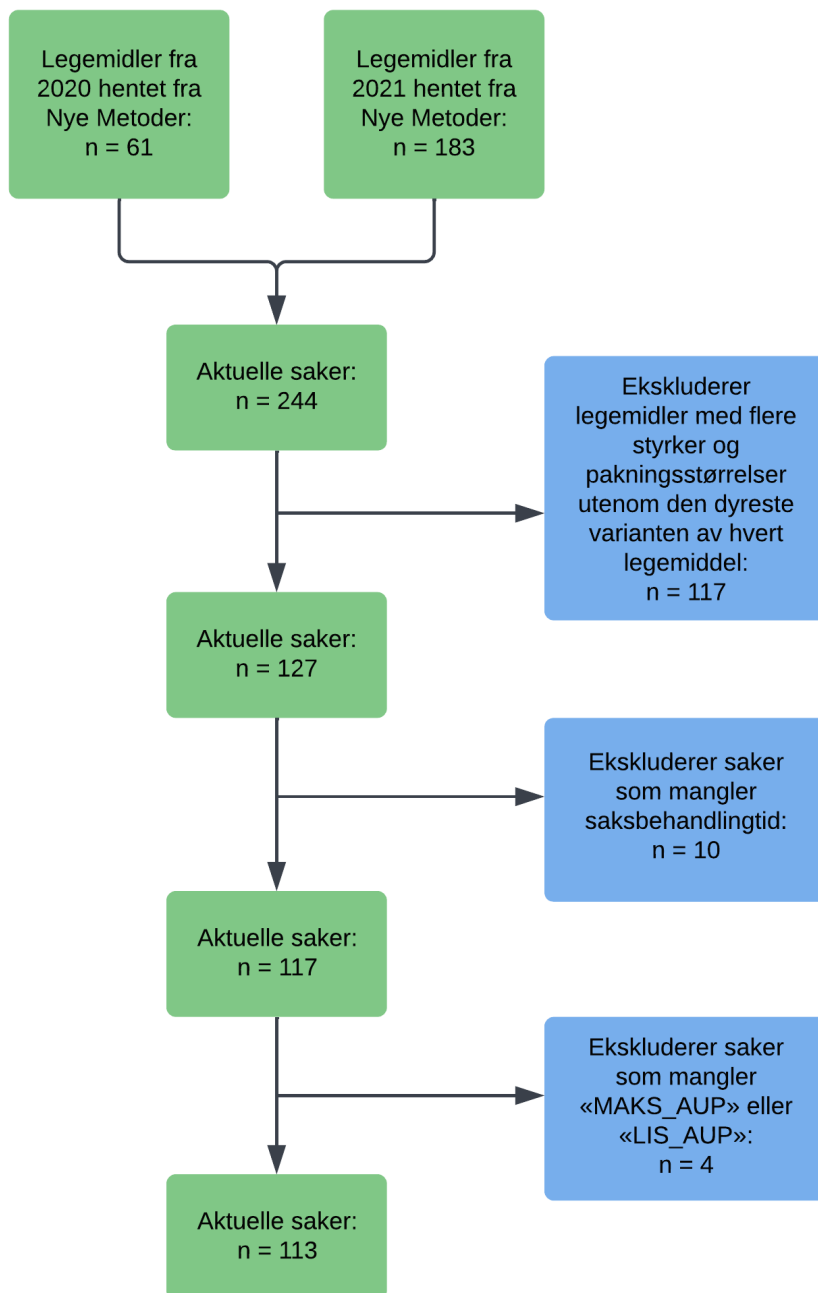 Legemidler fra
2020 hentet fra
Nye Metoder:
n = 61
Legemidler fra
2021 hentet fra
Nye Metoder:
n = 183
Aktuelle saker:
n = 244
Ekskluderer
legemidler med flere
styrker og
pakningsstørrelser
utenom den dyreste
varianten av hvert
legemiddel:
n = 117
Aktuelle saker:
n = 127
Ekskluderer saker
som mangler
saksbehandlingtid:
n = 10
Aktuelle saker:
n = 117
Ekskluderer saker
som mangler
«MAKS_AUP» eller
«LIS_AUP»:
n = 4
Aktuelle saker:
n = 113